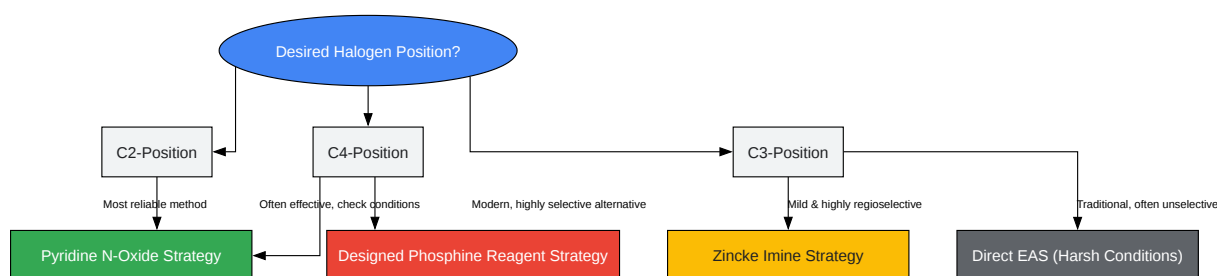 Desired Halogen Position?
C2-Position
C4-Position
C3-Position
Most reliable method
Often effective, check conditions
Modern, highly selective alternative
Mild & highly regioselective
Traditional, often unselective
Pyridine N-Oxide Strategy
Designed Phosphine Reagent Strategy
Zincke Imine Strategy
Direct EAS (Harsh Conditions)